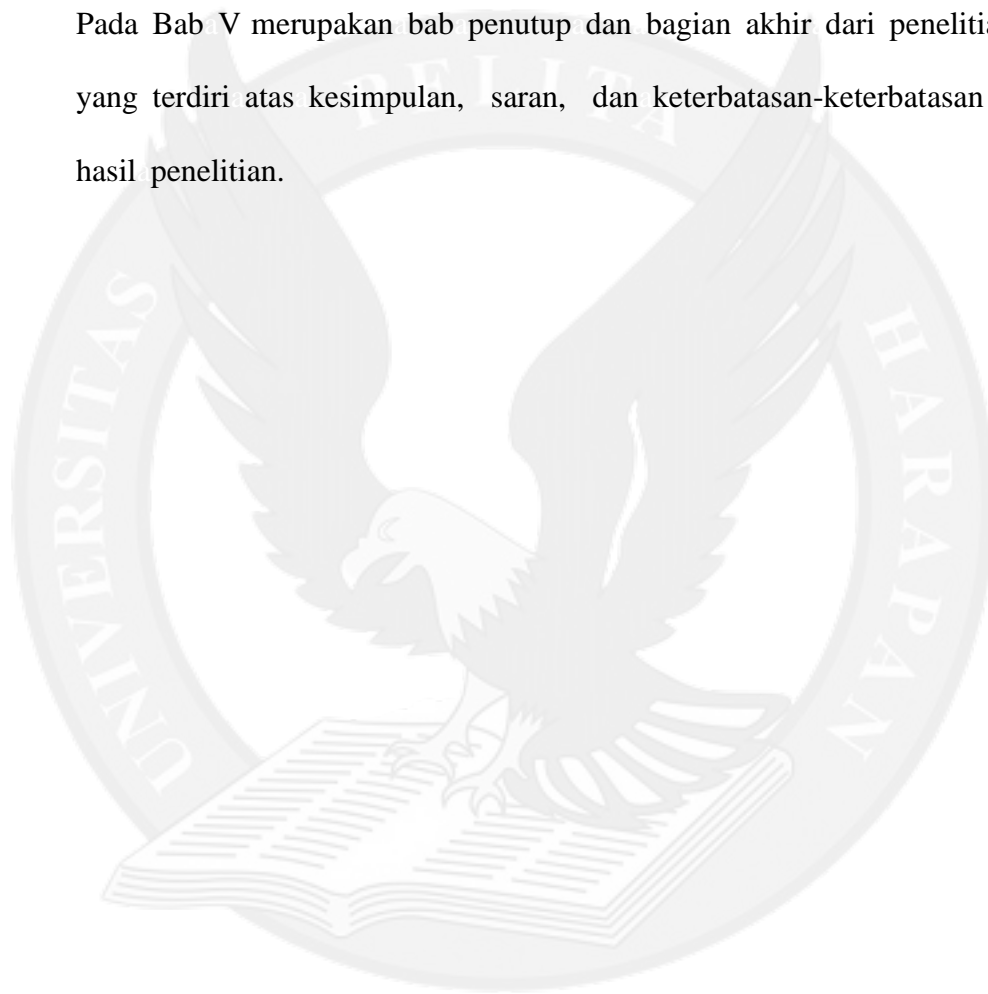 Pada Bab V merupakan bab penutup dan bagian akhir dari penelitia
yang terdiri atas kesimpulan, saran, dan keterbatasan-keterbatasan
hasil penelitian.
UNIVERSITAS PELITA HARAPAN